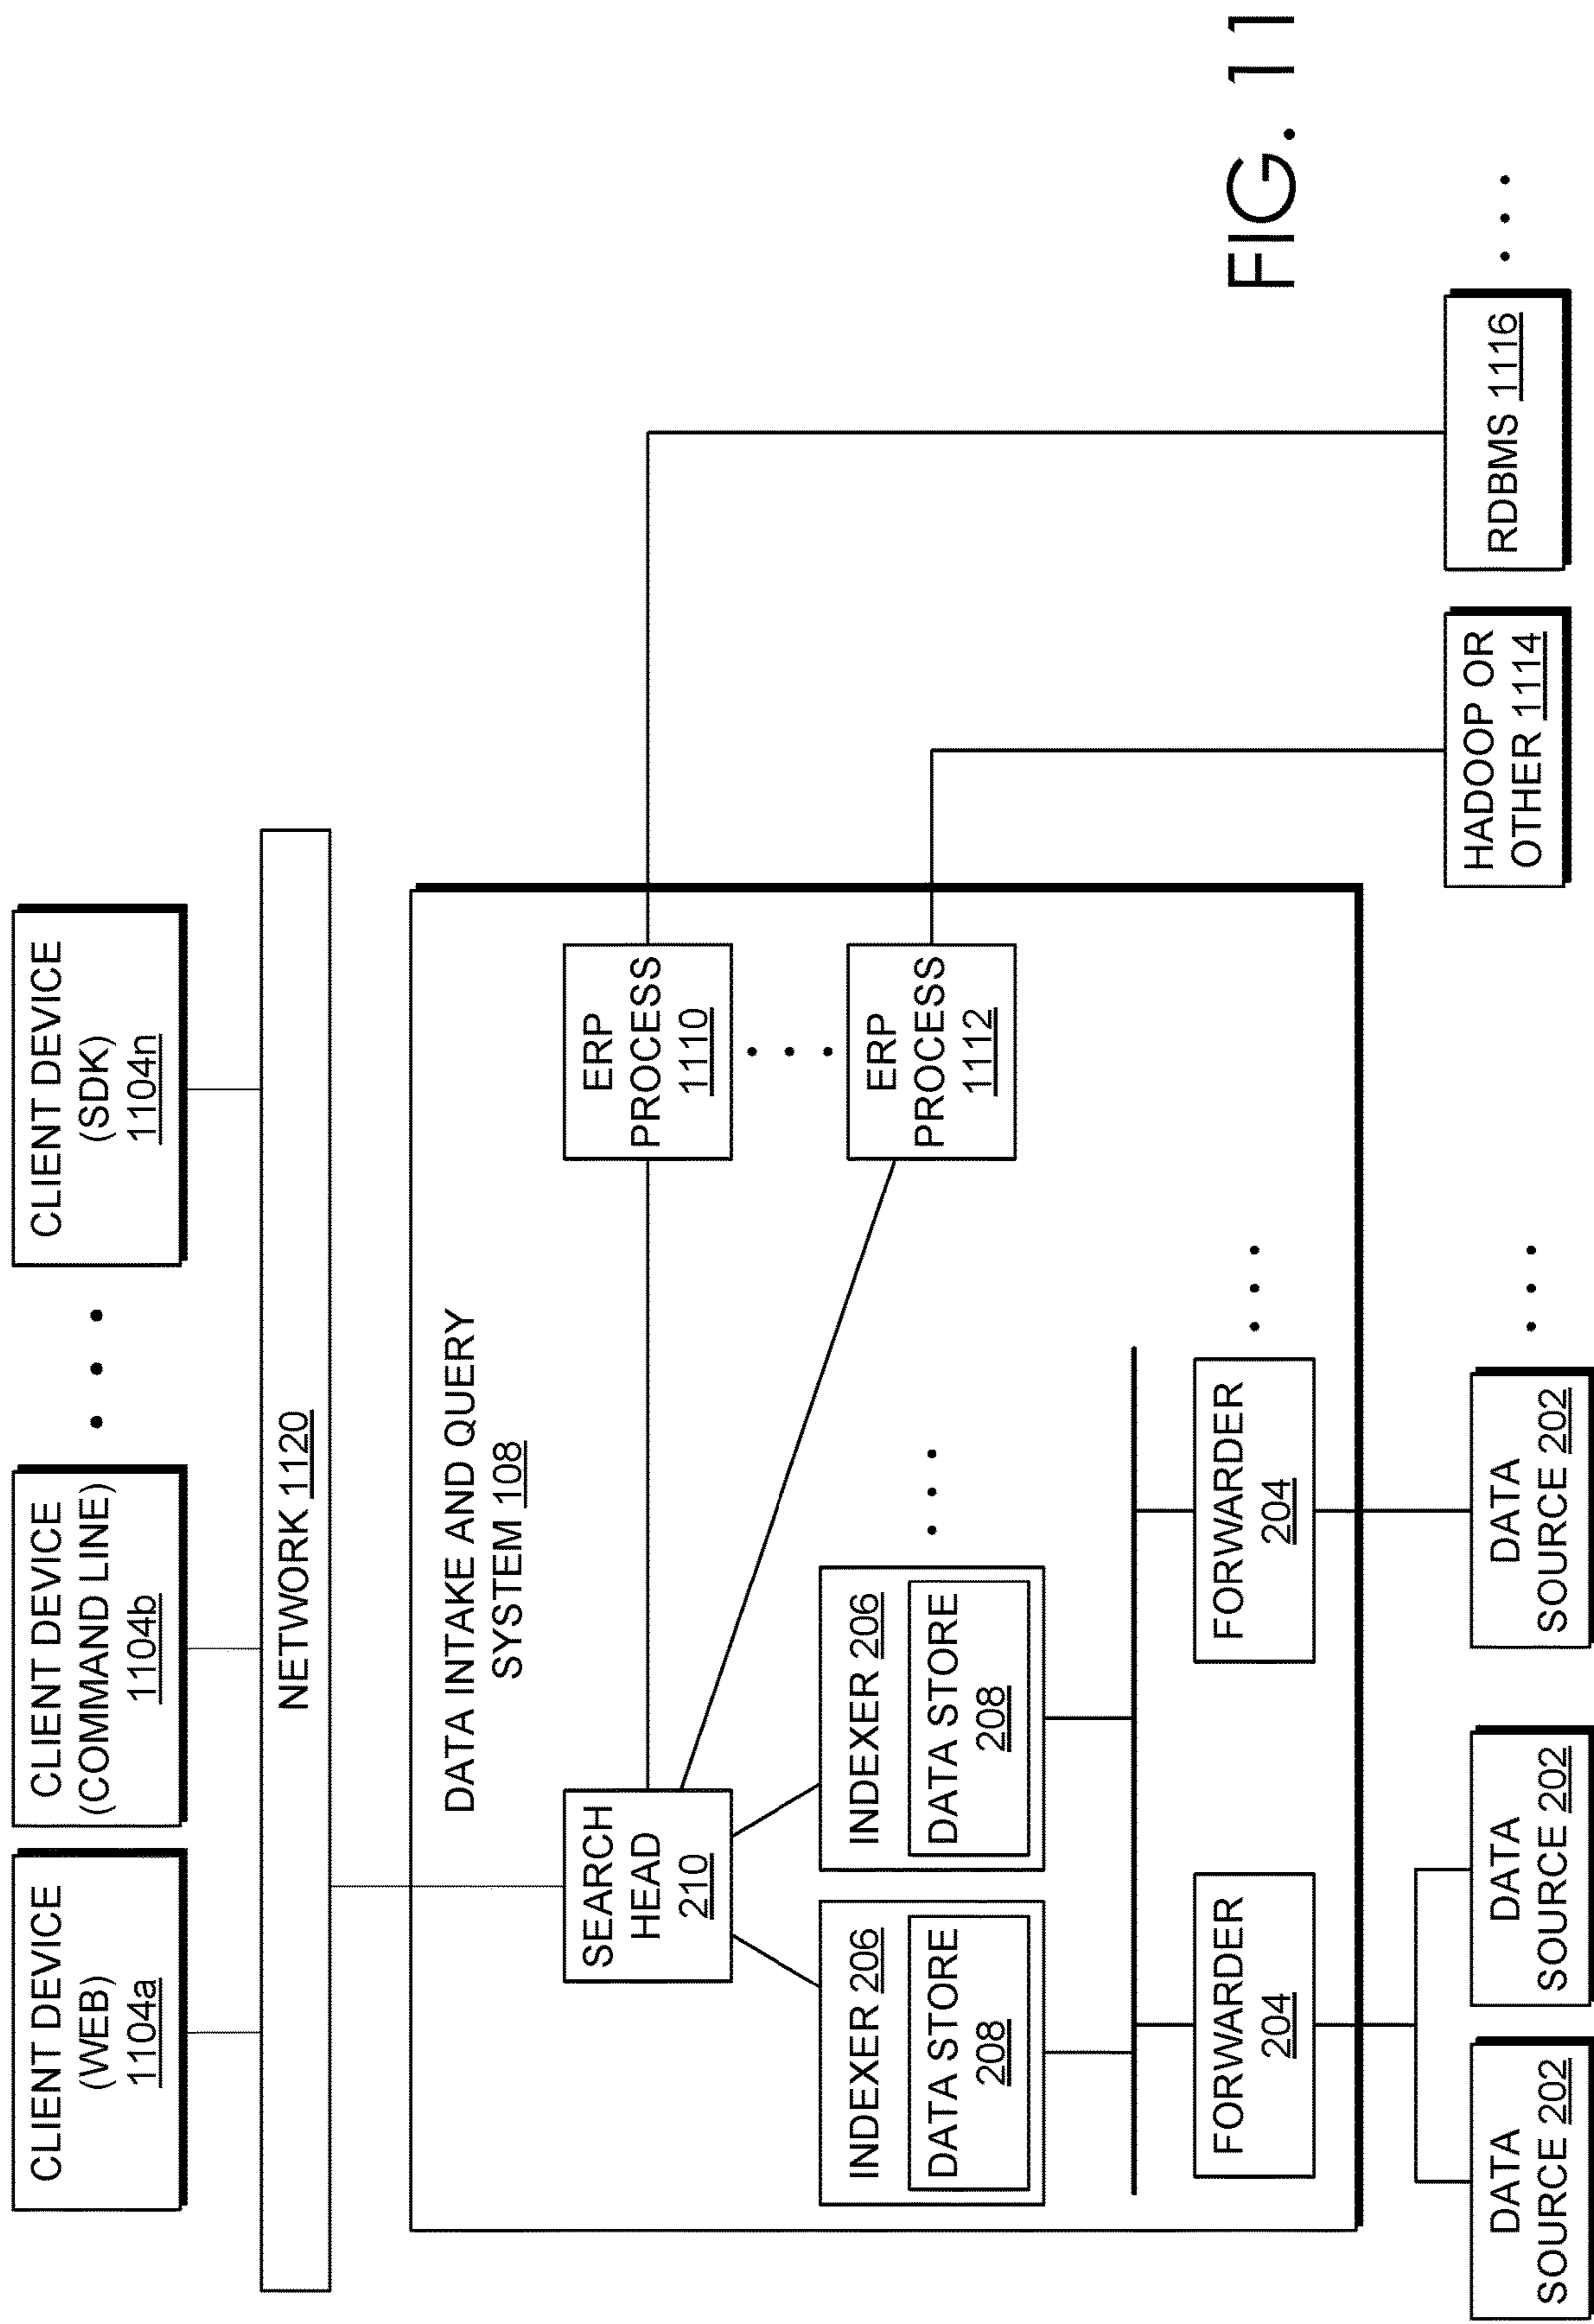 CLIENT DEVICE
(WEB)
1104a
CLIENT DEVICE
(COMMAND LINE)
1104b
CLIENT DEVICE
(SDK)
1104n
NETWORK 1120
DATA INTAKE AND QUERY
SYSTEM 108
SEARCH
HEAD
210
ERP
PROCESS
1110
INDEXER 206
DATA STORE
208
INDEXER 206
DATA STORE
208
ERP
PROCESS
1112
FORWARDER
204
FORWARDER
204
DATA
SOURCE 202
DATA
SOURCE 202
DATA
SOURCE 202
HADOOP OR
OTHER 1114
RDBMS 1116
FIG. 11